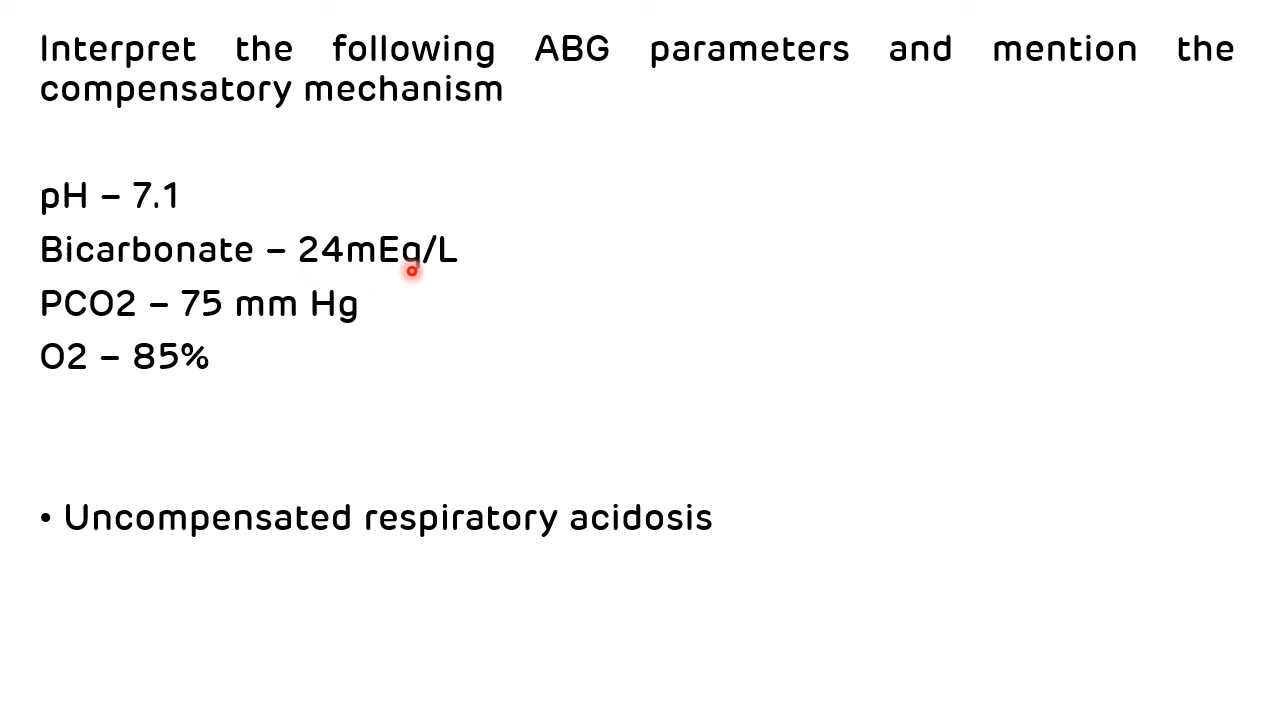 Interpret the following ABG parameters and mention the
compensatory mechanism
pH – 7.1
Bicarbonate – 24mEq/L
PCO2 – 75 mm Hg
O2 – 85%
• Uncompensated respiratory acidosis